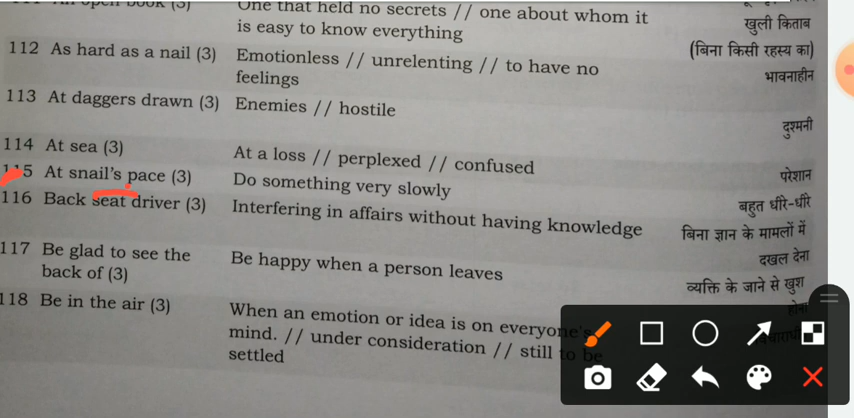 An open book (3) One that held no secrets // one about whom it खुली किताब
is easy to know everything (बिना किसी रहस्य का)
112 As hard as a nail (3) Emotionless // unrelenting // to have no भावनाहीन
feelings
113 At daggers drawn (3) Enemies // hostile दुश्मनी
114 At sea (3) At a loss // perplexed // confused परेशान
115 At snail's pace (3) Do something very slowly बहुत धीरे-धीरे
116 Back seat driver (3) Interfering in affairs without having knowledge बिना ज्ञान के मामलों में
दखल देना
117 Be glad to see the Be happy when a person leaves व्यक्ति के जाने से खुश
back of (3) होना
118 Be in the air (3) When an emotion or idea is on everyone's
mind. // under consideration // still to be
settled